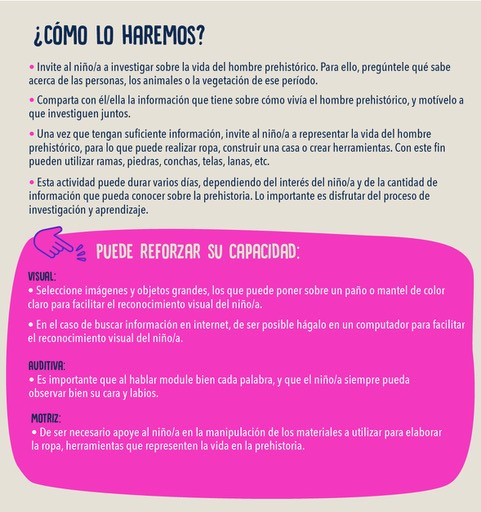 ¿CÓMO LO HAREMOS?
• Invite al niño/a a investigar sobre la vida del hombre prehistórico. Para ello, pregúntele qué sabe
acerca de las personas, los animales o la vegetación de ese período.
• Comparta con él/ella la información que tiene sobre cómo vivía el hombre prehistórico, y motívelo a
que investiguen juntos.
• Una vez que tengan suficiente información, invite al niño/a a representar la vida del hombre
prehistórico, para lo que puede realizar ropa, construir una casa o crear herramientas. Con este fin
pueden utilizar ramas, piedras, conchas, telas, lanas, etc.
• Esta actividad puede durar varios días, dependiendo del interés del niño/a y de la cantidad de
información que pueda conocer sobre la prehistoria. Lo importante es disfrutar del proceso de
investigación y aprendizaje.
PUEDE REFORZAR SU CAPACIDAD:
VISUAL:
• Seleccione imágenes y objetos grandes, los que puede poner sobre un paño o mantel de color
claro para facilitar el reconocimiento visual del niño/a.
• En el caso de buscar información en internet, de ser posible hágalo en un computador para facilitar
el reconocimiento visual del niño/a.
AUDITIVA:
• Es importante que al hablar module bien cada palabra, y que el niño/a siempre pueda
observar bien su cara y labios.
MOTRIZ:
• De ser necesario apoye al niño/a en la manipulación de los materiales a utilizar para elaborar
la ropa, herramientas que representen la vida en la prehistoria.